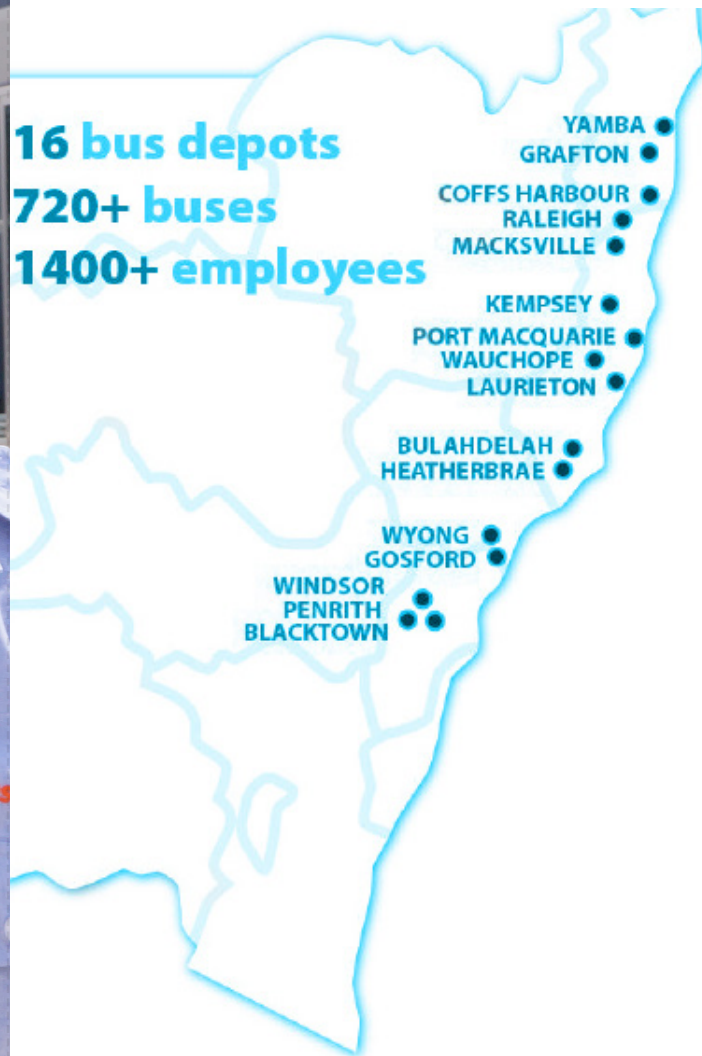 16 bus depots
720+ buses
1400+ employees
YAMBA
GRAFTON
COFFS HARBOUR
RALEIGH
MACKSVILLE
KEMPSEY
PORT MACQUARIE
WAUCHOPE
LAURIETON
BULAHDELAH
HEATHERBRAE
WYONG
GOSFORD
WINDSOR
PENRITH
BLACKTOWN